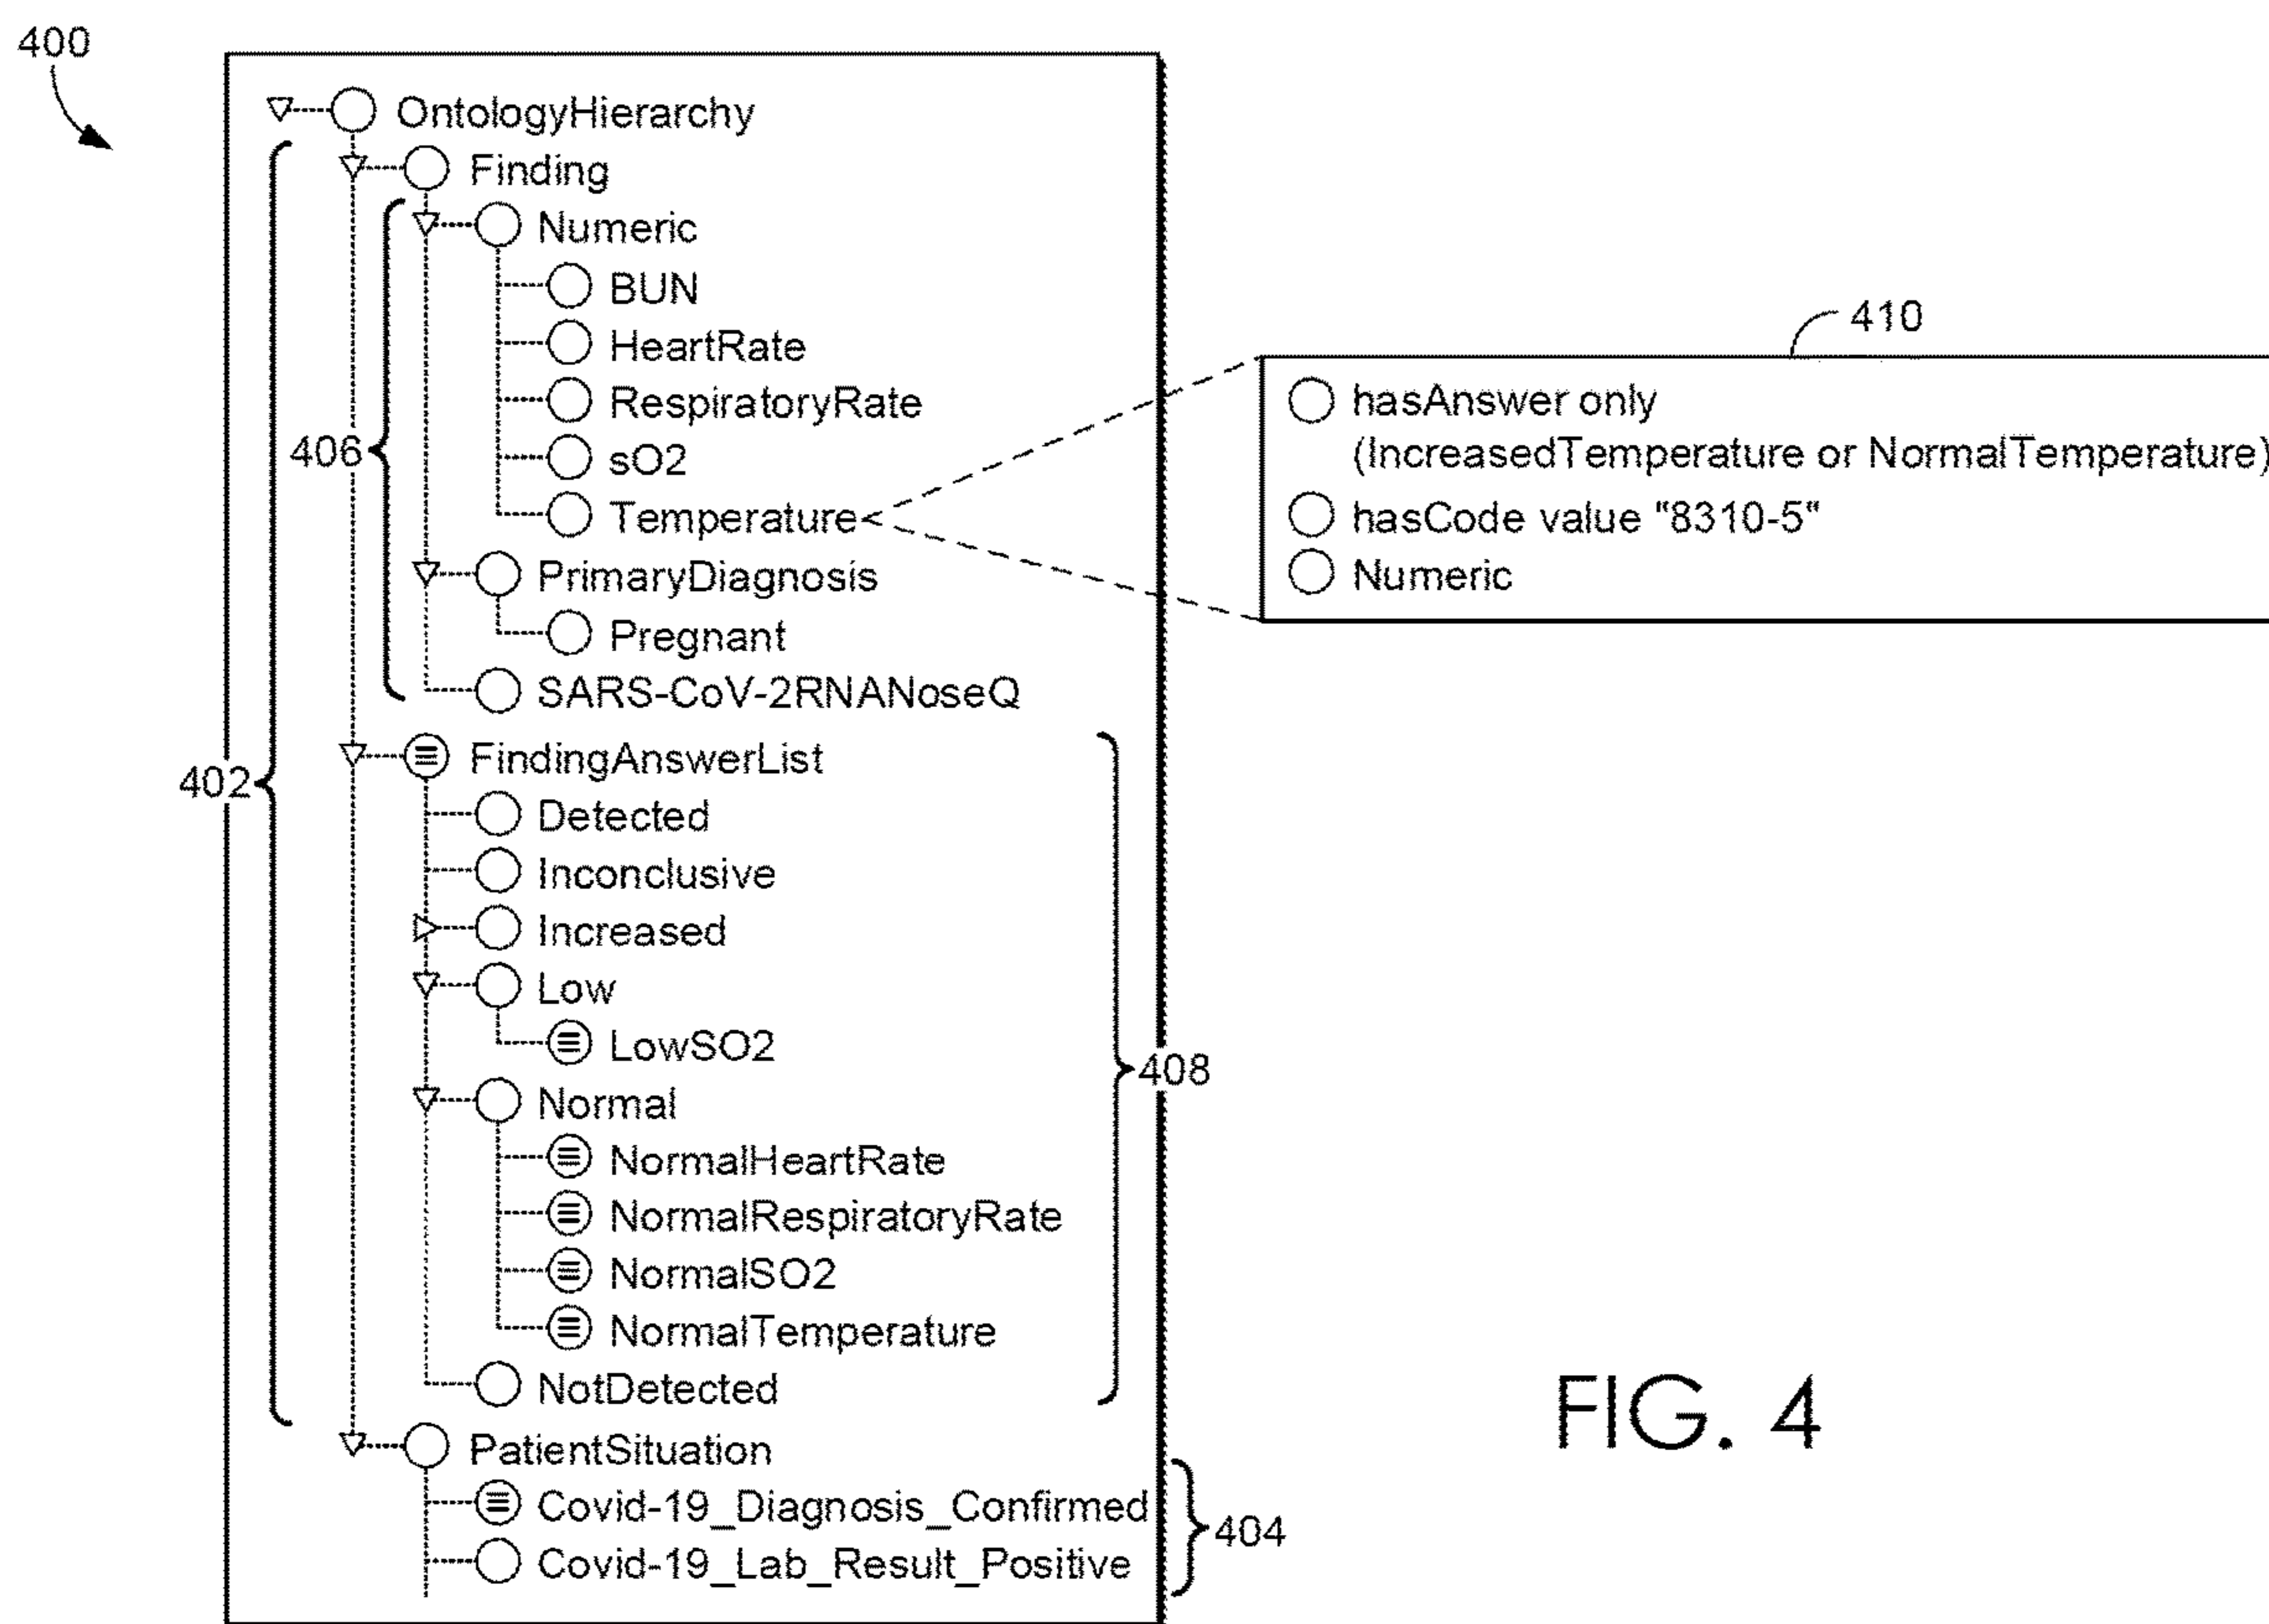 400
OntologyHierarchy
Finding
Numeric
BUN
HeartRate
RespiratoryRate
sO2
Temperature
PrimaryDiagnosis
Pregnant
SARS-CoV-2RNANoseQ
406
410
hasAnswer only
(IncreasedTemperature or NormalTemperature)
hasCode value "8310-5"
Numeric
402
FindingAnswerList
Detected
Inconclusive
Increased
Low
LowSO2
Normal
NormalHeartRate
NormalRespiratoryRate
NormalSO2
NormalTemperature
NotDetected
408
PatientSituation
Covid-19_Diagnosis_Confirmed
Covid-19_Lab_Result_Positive
404
FIG. 4